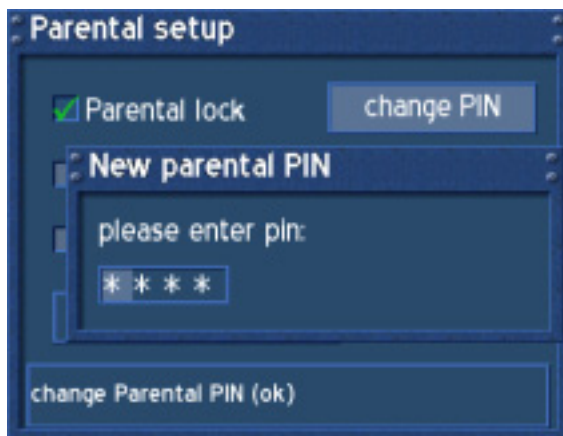 Parental setup
Parental lock
change PIN
New parental PIN
please enter pin:
* * * *
change Parental PIN (ok)